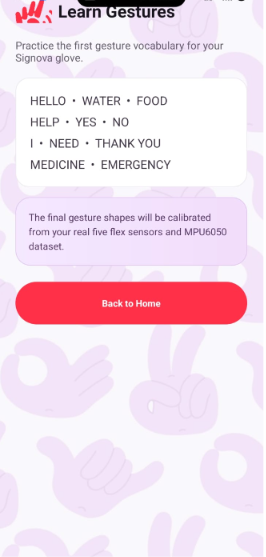 Learn Gestures
Practice the first gesture vocabulary for your
Signova glove.
HELLO • WATER • FOOD
HELP • YES • NO
I • NEED • THANK YOU
MEDICINE • EMERGENCY
The final gesture shapes will be calibrated
from your real five flex sensors and MPU6050
dataset.
Back to Home